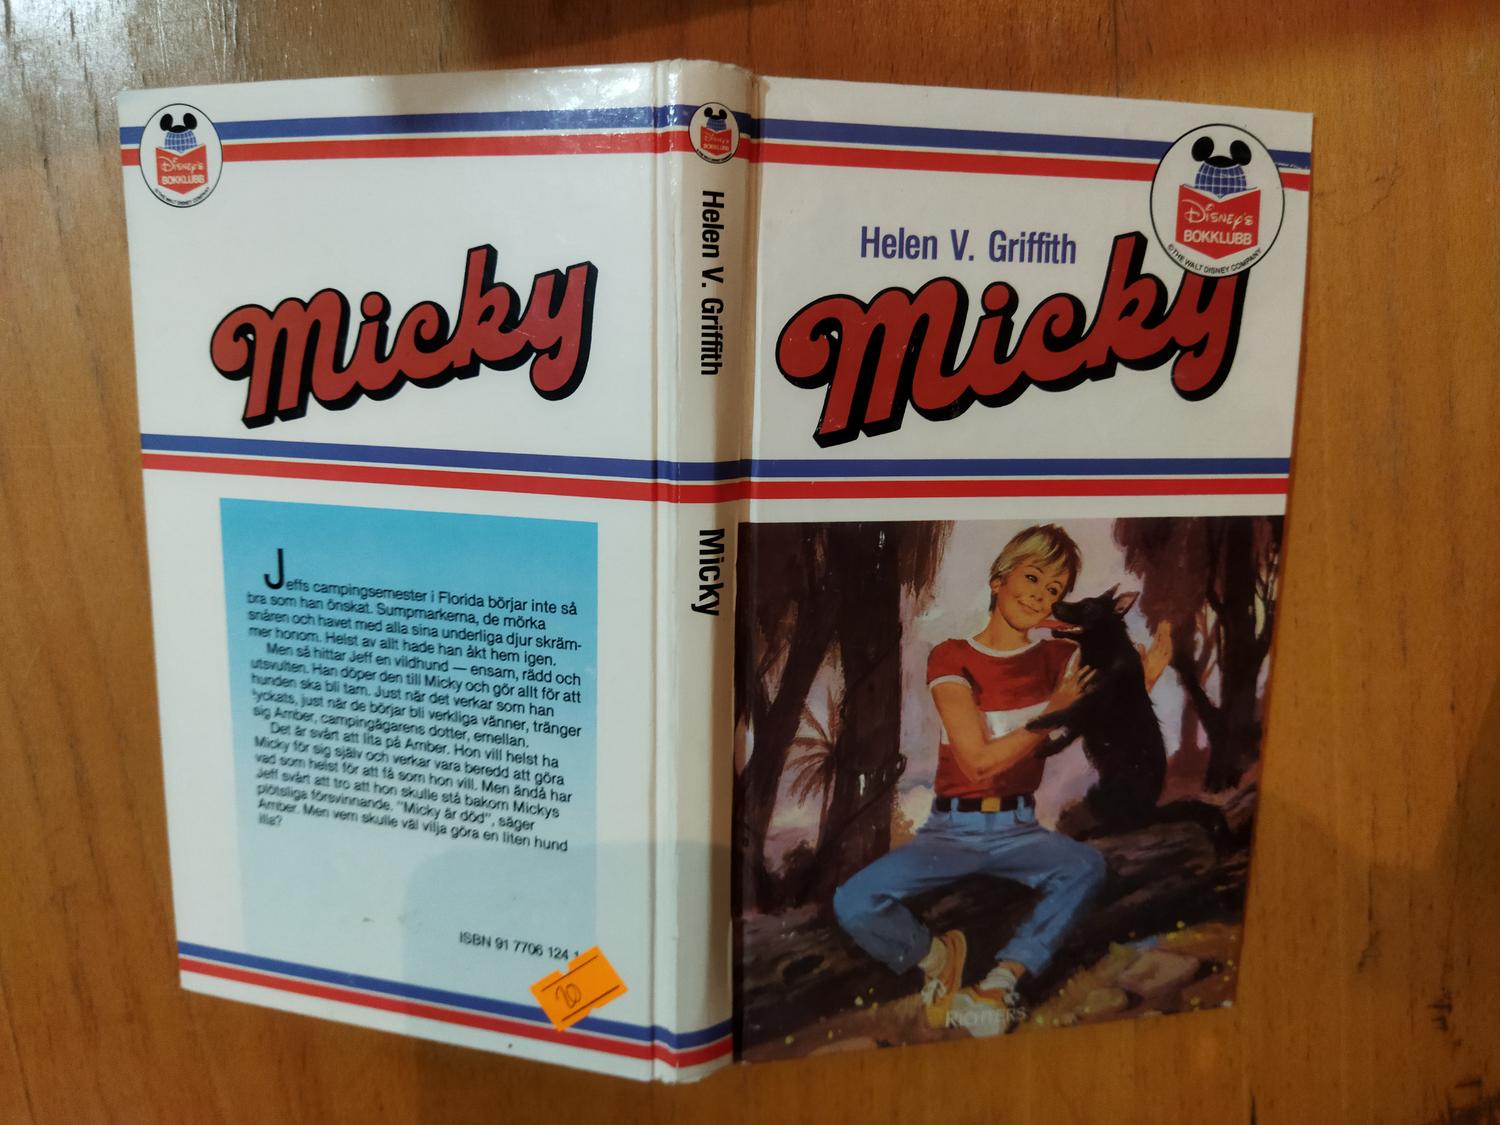 Disney's
BOKKLUBB
© THE WALT DISNEY COMPANY
Micky
Jeffs campingsemester i Florida börjar inte så
bra som han önskat. Sumpmarkerna, de mörka
snåren och havet med alla sina underliga djur skräm-
mer honom. Helst av allt hade han åkt hem igen.
Men så hittar Jeff en vildhund — ensam, rädd och
utsvulten. Han döper den till Micky och gör allt för att
hunden ska bli tam. Just när det verkar som han
lyckats, just när de börjar bli verkliga vänner, tränger
sig Amber, campingägarens dotter, emellan.
Det är svårt att lita på Amber. Hon vill helst ha
Micky för sig själv och verkar vara beredd att göra
vad som helst för att få som hon vill. Men ändå har
Jeff svårt att tro att hon skulle stå bakom Mickys
plötsliga försvinnande. "Micky är död", säger
Amber. Men vem skulle väl vilja göra en liten hund
illa?
ISBN 91 7706 124 1
20
Disney's
BOKKLUBB
Helen V. Griffith
Micky
Disney's
BOKKLUBB
© THE WALT DISNEY COMPANY
Helen V. Griffith
Micky
RICHTERS